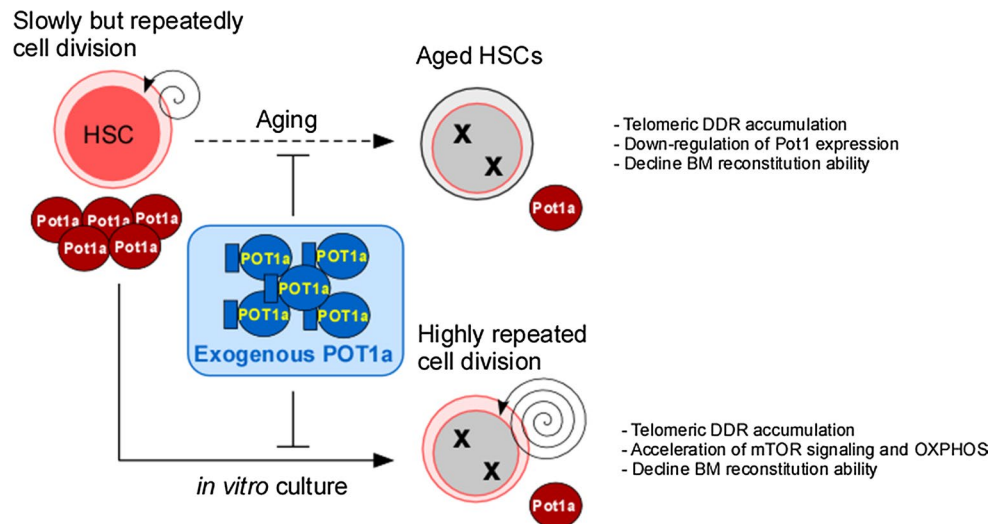 Slowly but repeatedly
cell division
HSC
Pot1a Pot1a Pot1a
Pot1a Pot1a
Aging
Aged HSCs
X
X
- Telomeric DDR accumulation
- Down-regulation of Pot1 expression
- Decline BM reconstitution ability
Pot1a
POT1a POT1a
POT1a
POT1a POT1a
Exogenous POT1a
Highly repeated
cell division
X
X
- Telomeric DDR accumulation
- Acceleration of mTOR signaling and OXPHOS
- Decline BM reconstitution ability
in vitro culture
Pot1a